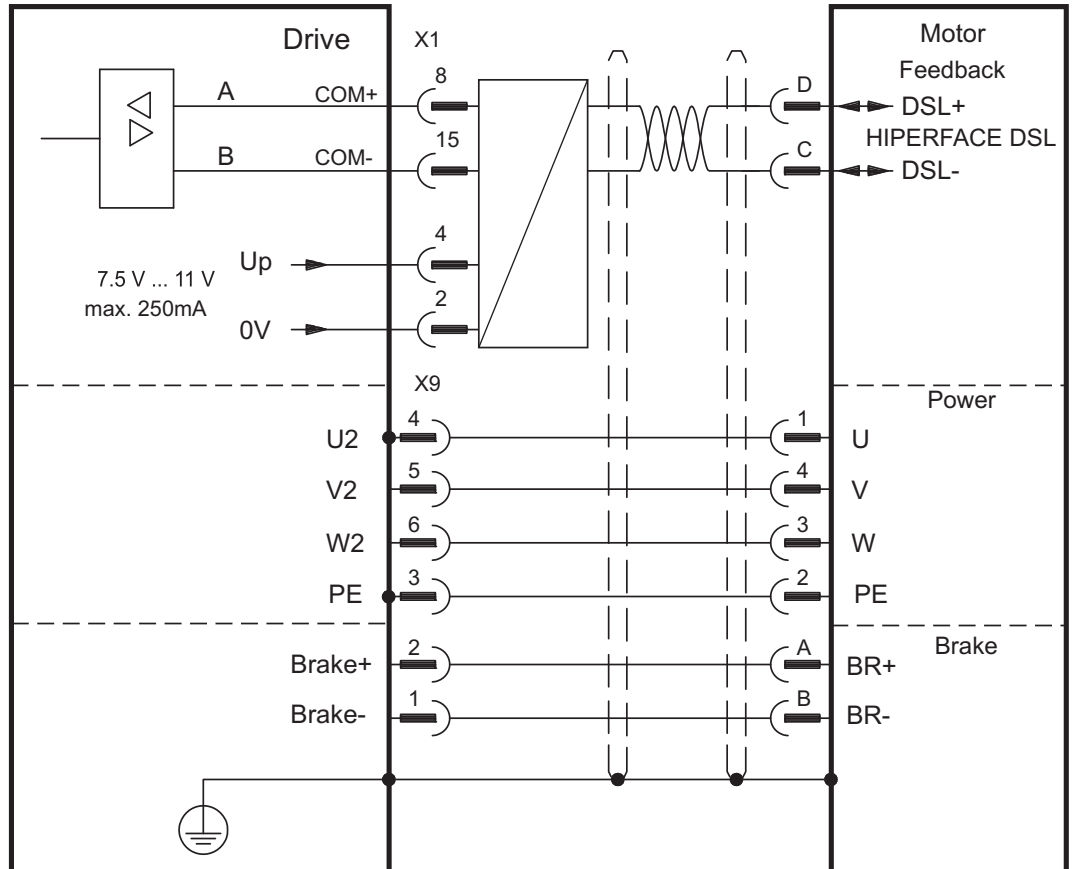 Drive X1 Motor
Feedback
A COM+ 8 D DSL+
HIPERFACE DSL
B COM- 15 C DSL-
Up 4
7.5 V ... 11 V
max. 250mA
0V 2
X9 Power
U2 4 1 U
V2 5 4 V
W2 6 3 W
PE 3 2 PE
Brake
Brake+ 2 A BR+
Brake- 1 B BR-